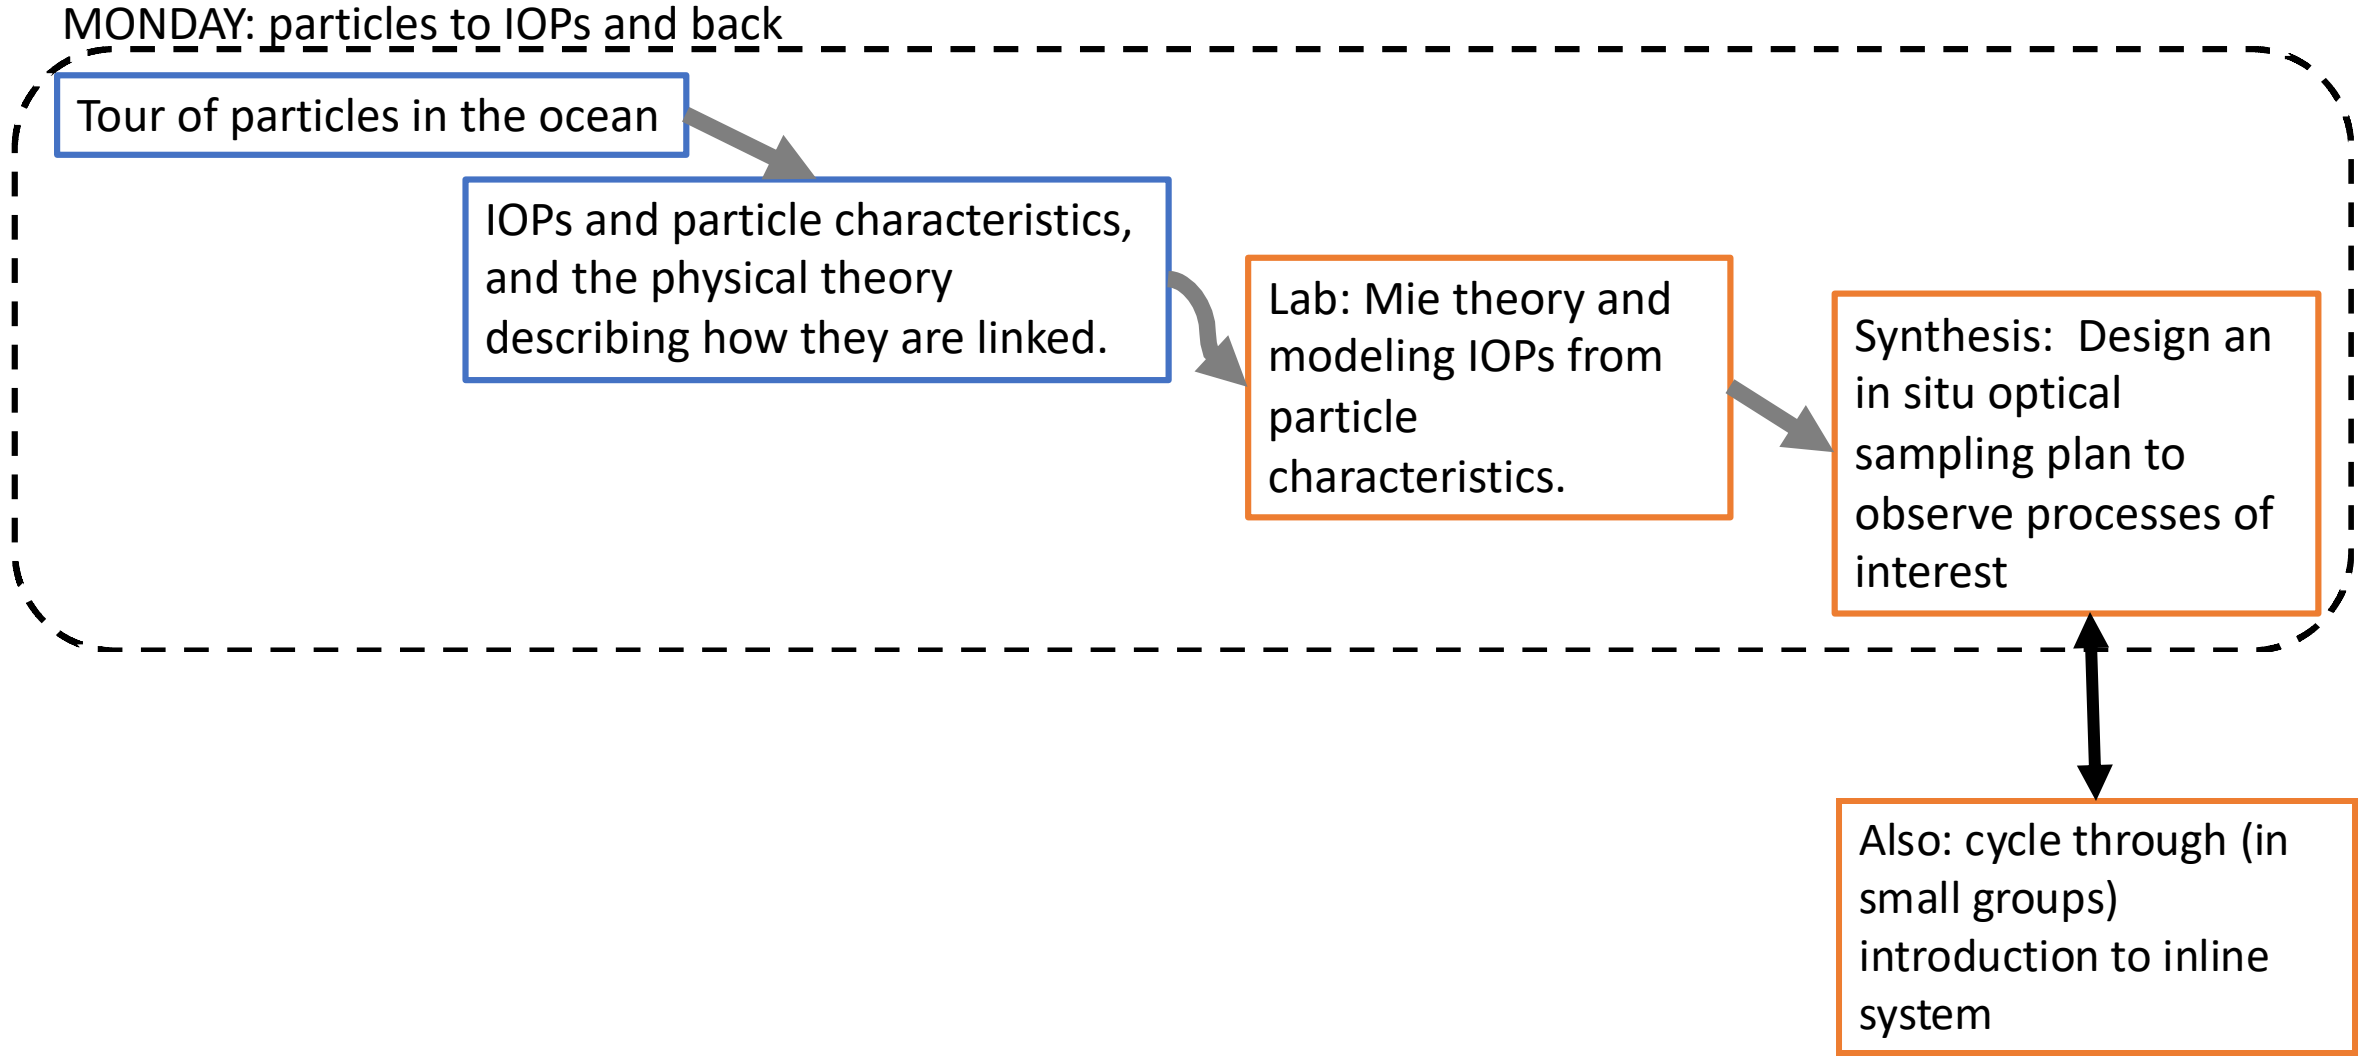 MONDAY: particles to IOPs and back
Tour of particles in the ocean
IOPs and particle characteristics,
and the physical theory
describing how they are linked.
Lab: Mie theory and
modeling IOPs from
particle
characteristics.
Synthesis:  Design an
in situ optical
sampling plan to
observe processes of
interest
Also: cycle through (in
small groups)
introduction to inline
system